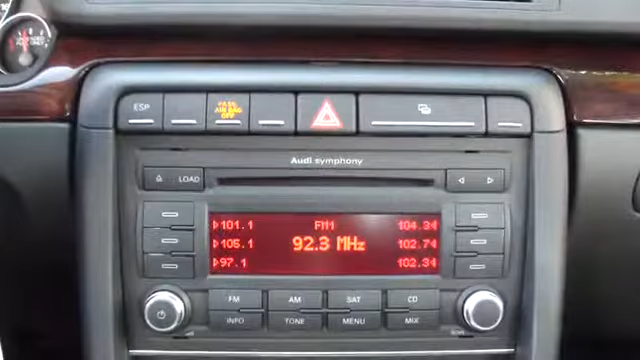 ESP
PASS.
AIR BAG
OFF
Audi symphony
LOAD
101.1 FM1 104.3◂
105.1 92.3 MHz 102.7◂
97.1 102.3◂
FM AM SAT CD
INFO TONE MENU MIX